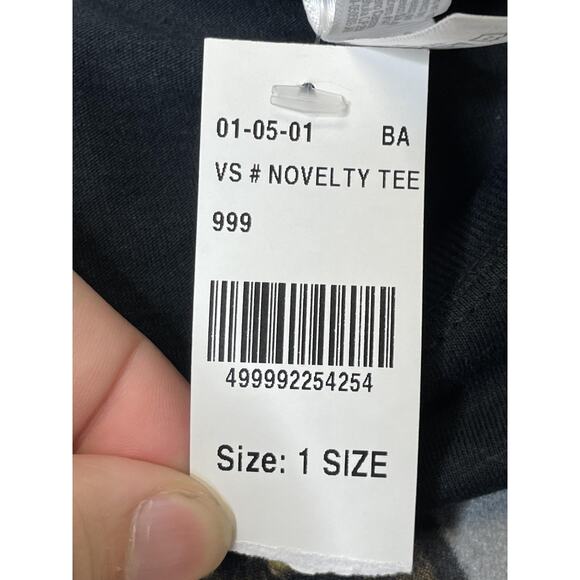 01-05-01 BA
VS # NOVELTY TEE
999
499992254254
Size: 1 SIZE